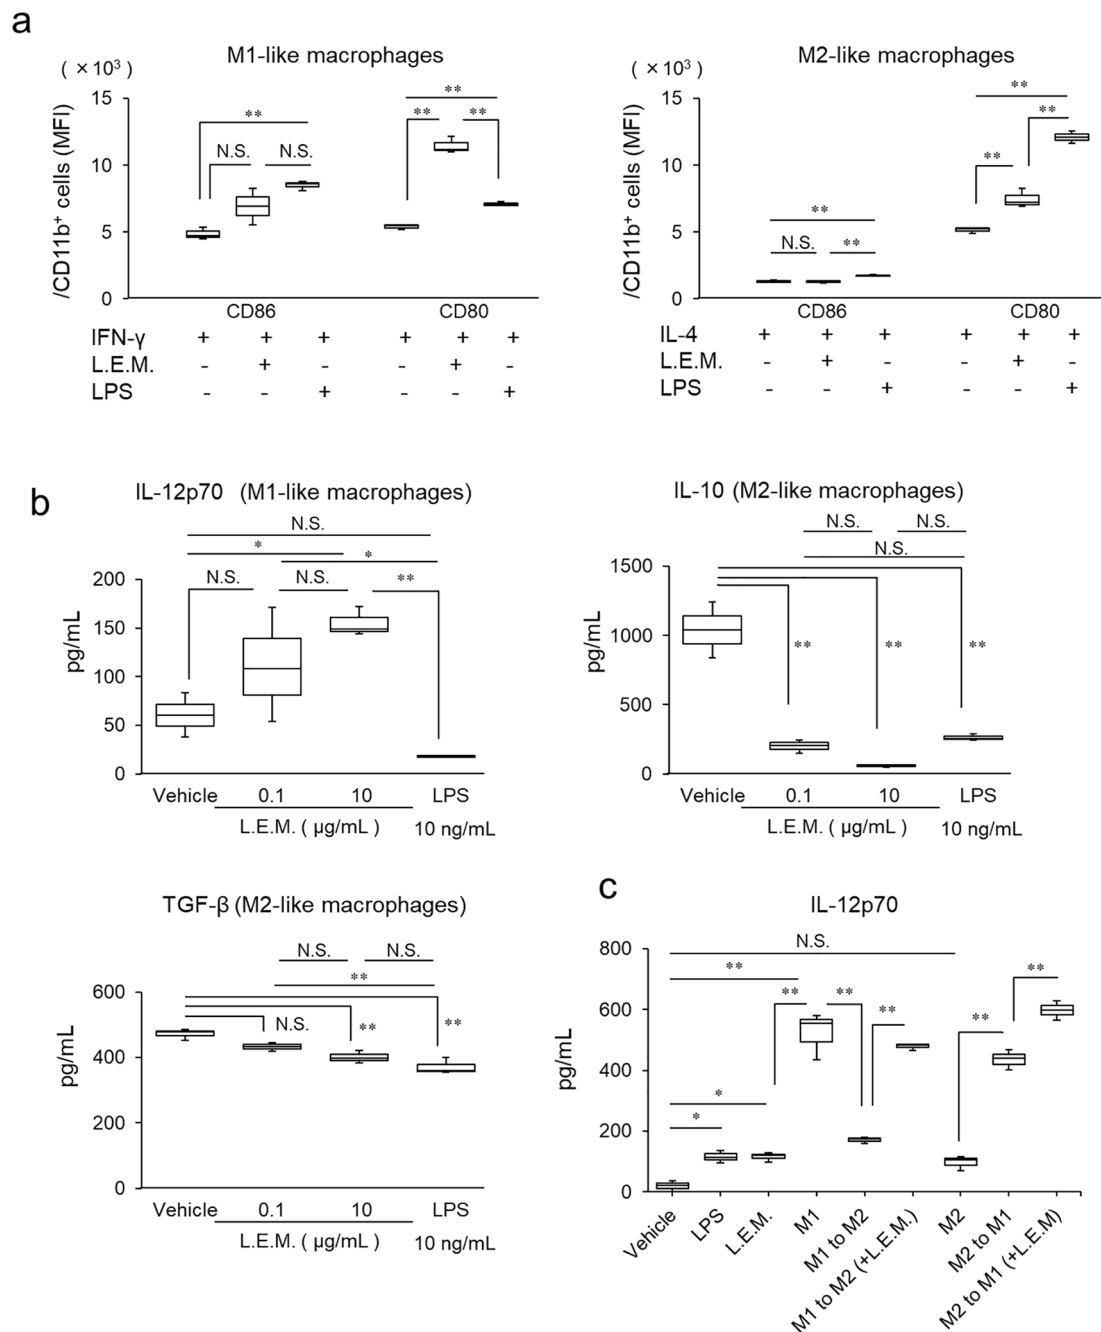 a
M1-like macrophages
( ×10³ )
/CD11b⁺ cells (MFI)
15
10
5
0
**
N.S.
N.S.
**
**
**
CD86
CD80
IFN-γ + + + + + +
L.E.M. - + - - + -
LPS - - + - - +
M2-like macrophages
( ×10³ )
/CD11b⁺ cells (MFI)
15
10
5
0
**
N.S.
**
**
**
**
CD86
CD80
IL-4 + + + + + +
L.E.M. - + - - + -
LPS - - + - - +
b
IL-12p70 (M1-like macrophages)
N.S.
*
*
N.S.
N.S.
**
pg/mL
200
150
100
50
0
Vehicle 0.1 10 LPS
L.E.M. ( μg/mL ) 10 ng/mL
IL-10 (M2-like macrophages)
N.S.
N.S.
N.S.
**
**
**
pg/mL
1500
1000
500
0
Vehicle 0.1 10 LPS
L.E.M. ( μg/mL ) 10 ng/mL
TGF-β (M2-like macrophages)
N.S.
N.S.
**
N.S.
**
**
pg/mL
600
400
200
0
Vehicle 0.1 10 LPS
L.E.M. ( μg/mL ) 10 ng/mL
c
IL-12p70
N.S.
**
**
**
**
**
**
*
*
pg/mL
800
600
400
200
0
Vehicle
LPS
L.E.M.
M1
M1 to M2
M1 to M2 (+L.E.M.)
M2
M2 to M1
M2 to M1 (+L.E.M)